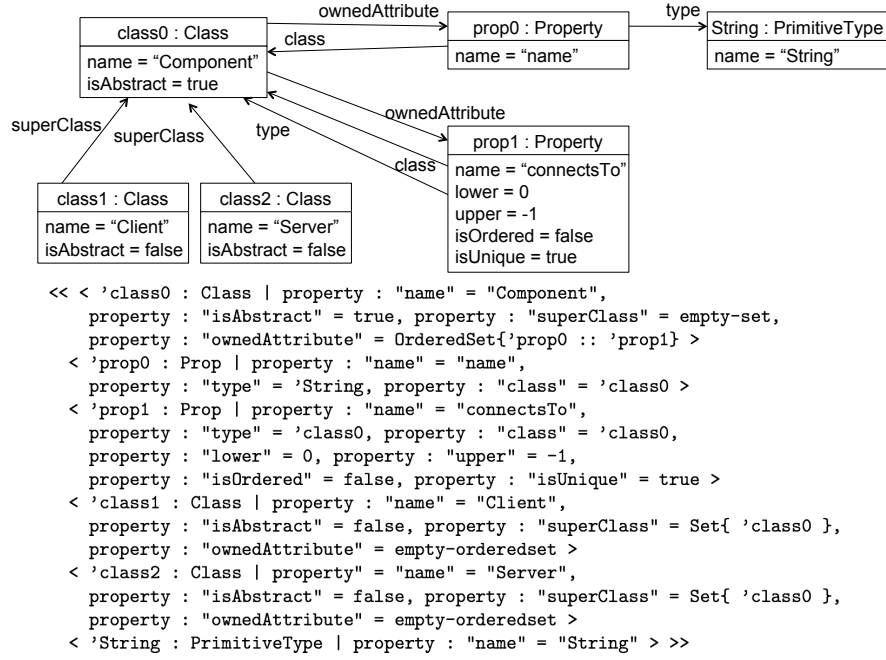 ownedAttribute
class0 : Class
name = “Component”
isAbstract = true
class
prop0 : Property
name = “name”
type
String : PrimitiveType
name = “String”
superClass
superClass
type
class
ownedAttribute
prop1 : Property
name = “connectsTo”
lower = 0
upper = -1
isOrdered = false
isUnique = true
class1 : Class
name = “Client”
isAbstract = false
class2 : Class
name = “Server”
isAbstract = false
<< < ’class0 : Class | property : "name" = "Component",
property : "isAbstract" = true, property : "superClass" = empty-set,
property : "ownedAttribute" = OrderedSet{’prop0 :: ’prop1} >
< ’prop0 : Prop | property : "name" = "name",
property : "type" = ’String, property : "class" = ’class0 >
< ’prop1 : Prop | property : "name" = "connectsTo",
property : "type" = ’class0, property : "class" = ’class0,
property : "lower" = 0, property : "upper" = -1,
property : "isOrdered" = false, property : "isUnique" = true >
< ’class1 : Class | property : "name" = "Client",
property : "isAbstract" = false, property : "superClass" = Set{ ’class0 },
property : "ownedAttribute" = empty-orderedset >
< ’class2 : Class | property" = "name" = "Server",
property : "isAbstract" = false, property : "superClass" = Set{ ’class0 },
property : "ownedAttribute" = empty-orderedset >
< ’String : PrimitiveType | property : "name" = "String" > >>